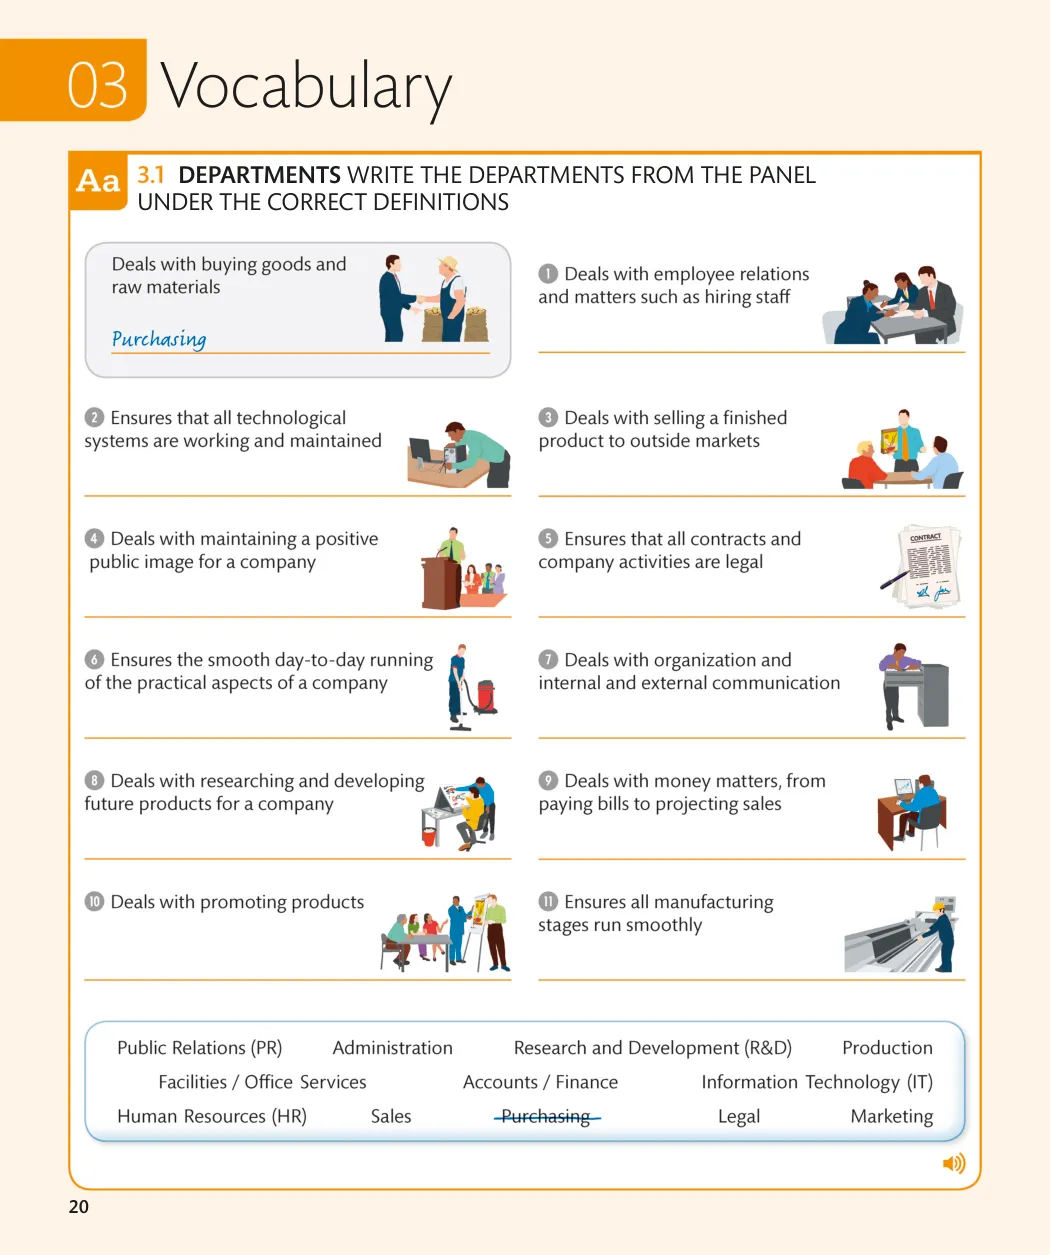 03 Vocabulary
Aa
3.1 DEPARTMENTS WRITE THE DEPARTMENTS FROM THE PANEL
UNDER THE CORRECT DEFINITIONS
Deals with buying goods and
raw materials
Purchasing
1 Deals with employee relations
and matters such as hiring staff
2 Ensures that all technological
systems are working and maintained
3 Deals with selling a finished
product to outside markets
4 Deals with maintaining a positive
public image for a company
5 Ensures that all contracts and
company activities are legal
CONTRACT
6 Ensures the smooth day-to-day running
of the practical aspects of a company
7 Deals with organization and
internal and external communication
8 Deals with researching and developing
future products for a company
9 Deals with money matters, from
paying bills to projecting sales
10 Deals with promoting products
11 Ensures all manufacturing
stages run smoothly
Public Relations (PR) Administration Research and Development (R&D) Production
Facilities / Office Services Accounts / Finance Information Technology (IT)
Human Resources (HR) Sales Purchasing Legal Marketing
20